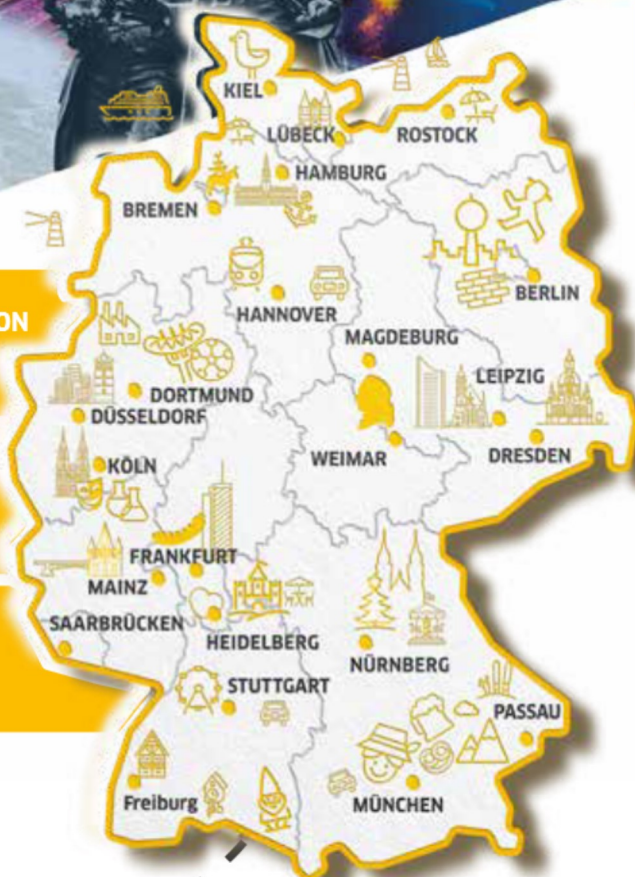 KIEL
LÜBECK
ROSTOCK
HAMBURG
BREMEN
BERLIN
HANNOVER
ON
MAGDEBURG
LEIPZIG
DORTMUND
DÜSSELDORF
WEIMAR
DRESDEN
KÖLN
FRANKFURT
MAINZ
SAARBRÜCKEN
HEIDELBERG
NÜRNBERG
STUTTGART
PASSAU
Freiburg
MÜNCHEN